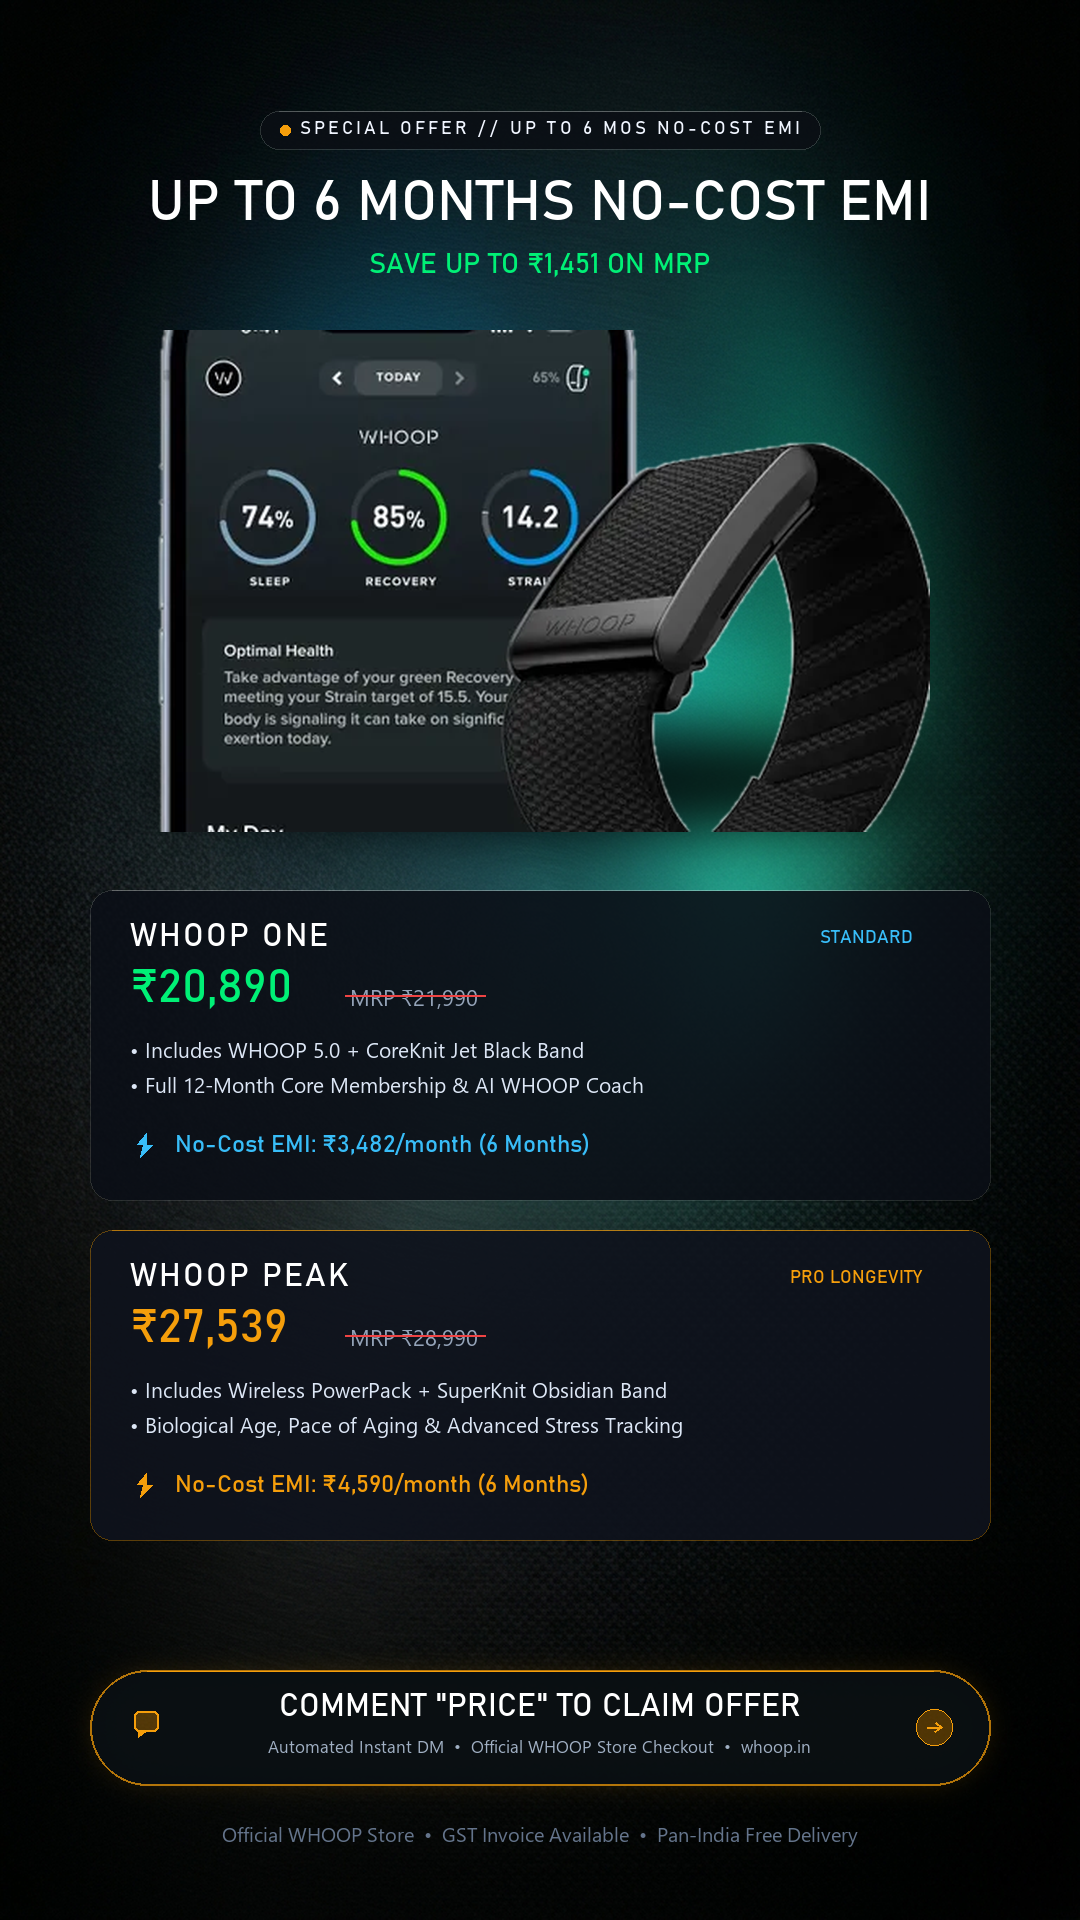 SPECIAL OFFER // UP TO 6 MOS NO-COST EMI
UP TO 6 MONTHS NO-COST EMI
SAVE UP TO ₹1,451 ON MRP
TODAY
65%
WHOOP
74%
85%
14.2
SLEEP
RECOVERY
WHOOP
Optimal Health
Take advantage of your green Recovery
meeting your Strain target of 15.5. Your
body is signaling it can take on
exertion today.
My Day
WHOOP ONE
STANDARD
₹20,890
MRP ₹21,990
• Includes WHOOP 5.0 + CoreKnit Jet Black Band
• Full 12-Month Core Membership & AI WHOOP Coach
No-Cost EMI: ₹3,482/month (6 Months)
WHOOP PEAK
PRO LONGEVITY
₹27,539
MRP ₹28,990
• Includes Wireless PowerPack + SuperKnit Obsidian Band
• Biological Age, Pace of Aging & Advanced Stress Tracking
No-Cost EMI: ₹4,590/month (6 Months)
COMMENT "PRICE" TO CLAIM OFFER
Automated Instant DM • Official WHOOP Store Checkout • whoop.in
Official WHOOP Store • GST Invoice Available • Pan-India Free Delivery